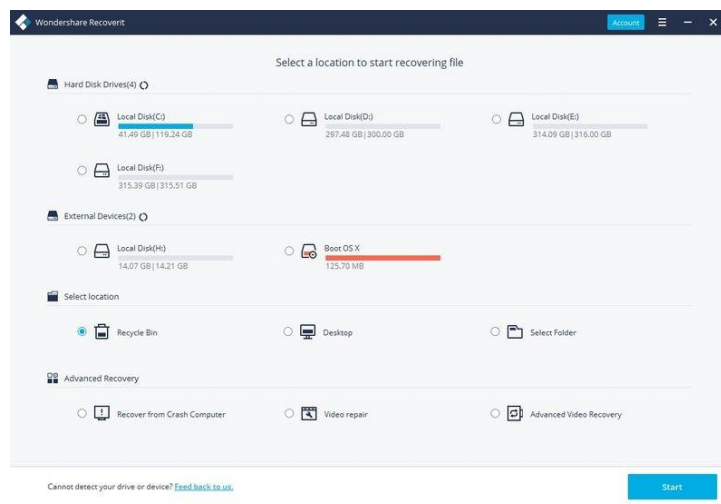 Wondershare Recoverit
Account
Select a location to start recovering file
Hard Disk Drives(4)
Local Disk(C:)
41.49 GB|119.24 GB
Local Disk(D:)
297.48 GB|300.00 GB
Local Disk(E:)
314.09 GB|316.00 GB
Local Disk(F:)
315.39 GB|315.51 GB
External Devices(2)
Local Disk(H:)
14.07 GB|14.21 GB
Boot OS X
125.70 MB
Select location
Recycle Bin
Desktop
Select Folder
Advanced Recovery
Recover from Crash Computer
Video repair
Advanced Video Recovery
Cannot detect your drive or device? Feed back to us.
Start